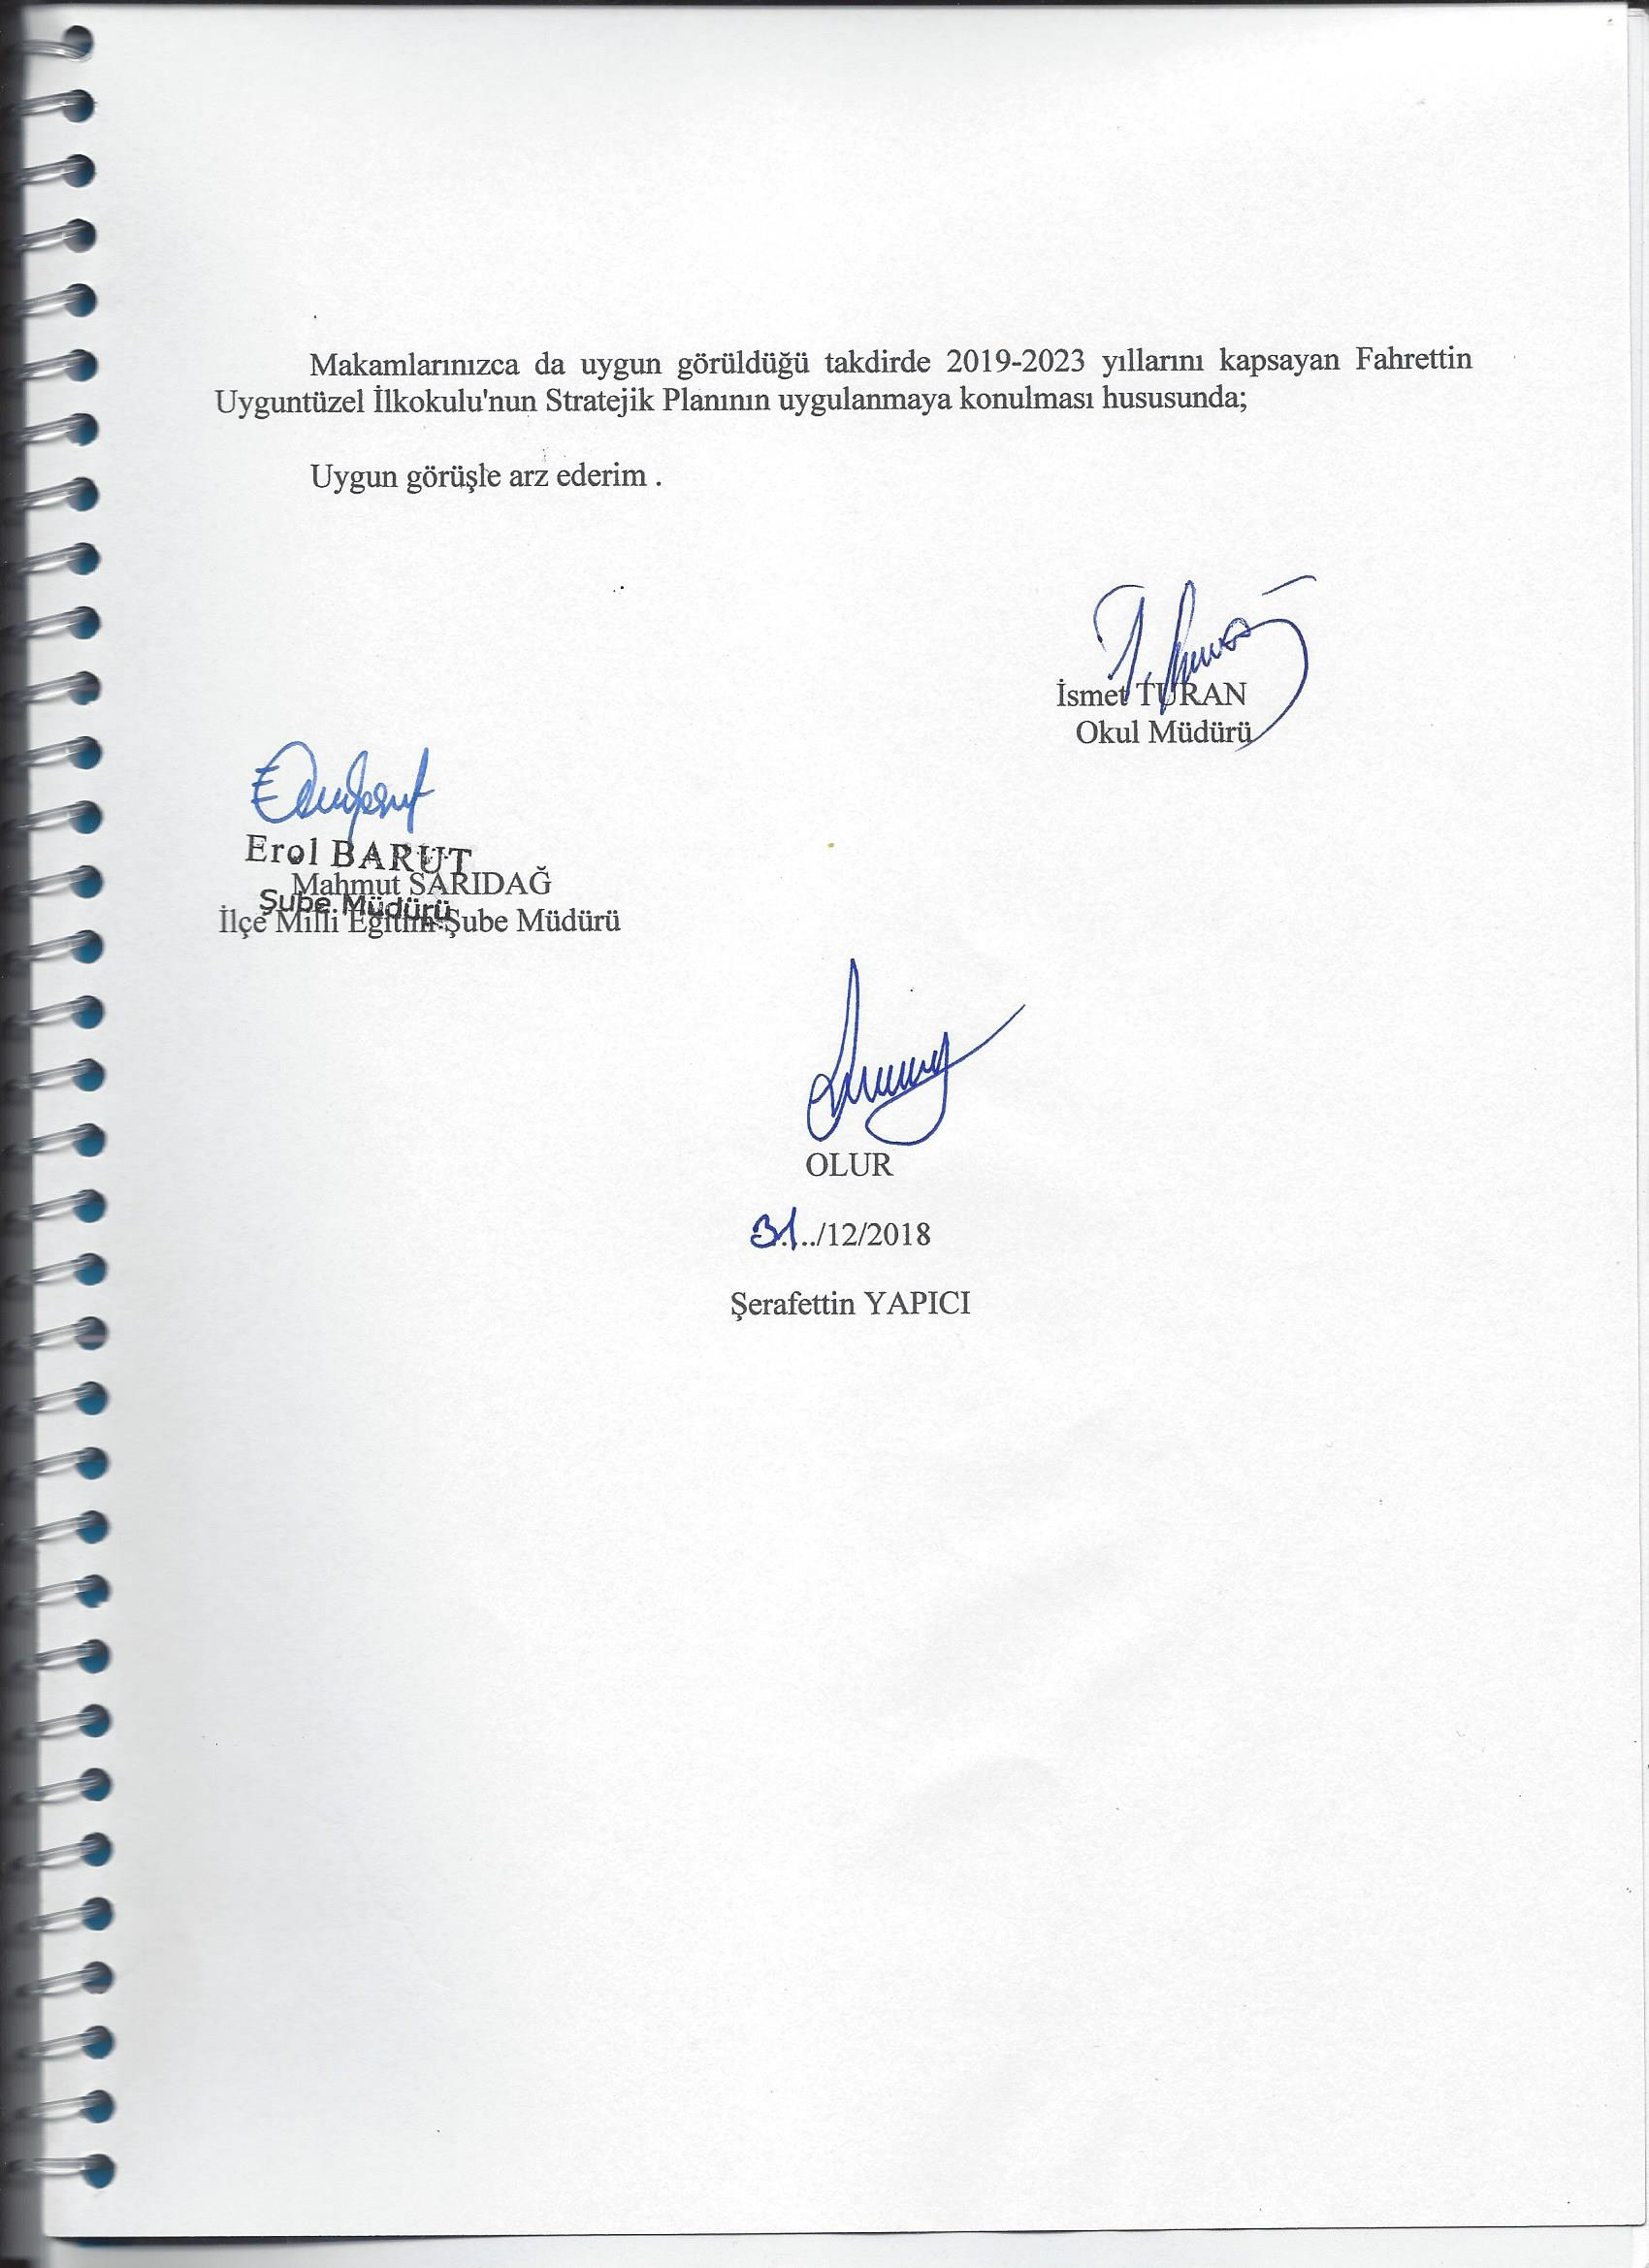 Makamlarınızca da uygun görüldüğü takdirde 2019-2023 yıllarını kapsayan Fahrettin
Uyguntüzel İlkokulu'nun Stratejik Planının uygulanmaya konulması hususunda;
Uygun görüşle arz ederim .
İsmet TURAN
Okul Müdürü
Erol BARUT
Mahmut SARIDAĞ
Şube Müdürü
İlçe Milli Eğitim Şube Müdürü
OLUR
31../12/2018
Şerafettin YAPICI